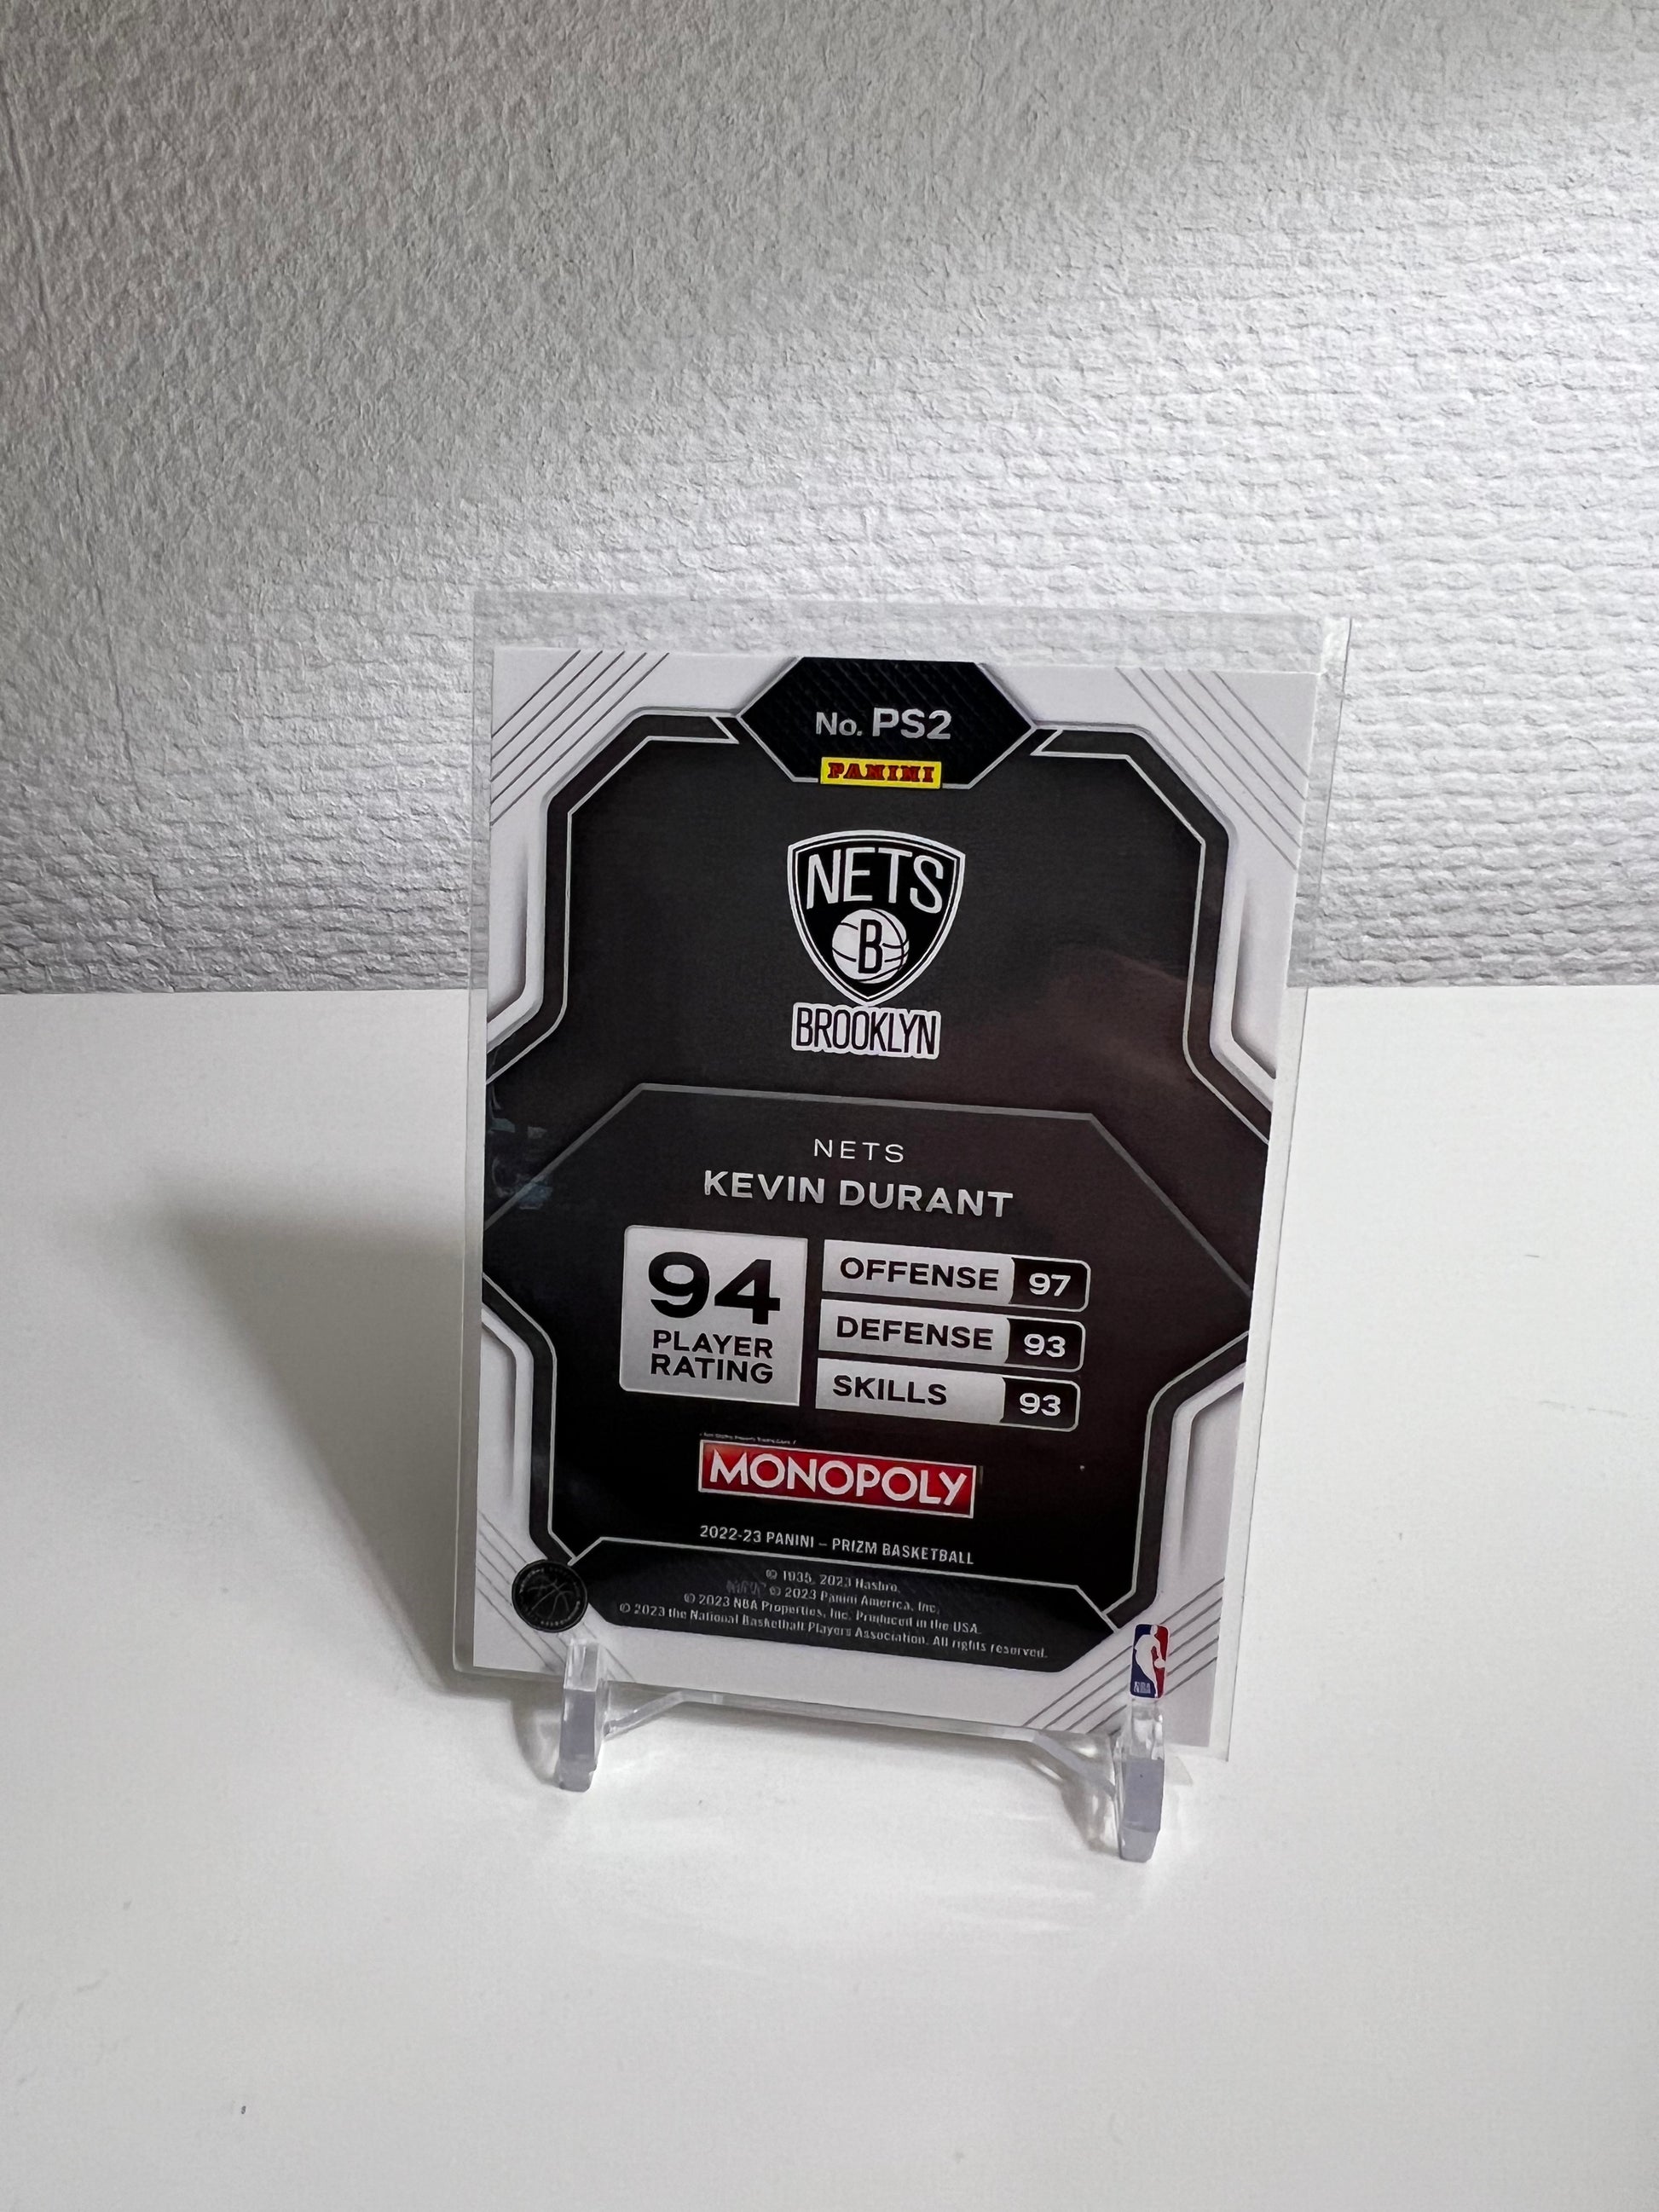 No. PS2
PANINI
NETS
B
BROOKLYN
NETS
KEVIN DURANT
94
PLAYER
RATING
OFFENSE 97
DEFENSE 93
SKILLS 93
MONOPOLY
2022-23 PANINI – PRIZM BASKETBALL
© 1935, 2023 Hasbro.
© 2023 Panini America, Inc.
© 2023 NBA Properties, Inc. Produced in the USA.
© 2023 the National Basketball Players Association. All rights reserved.
NBA